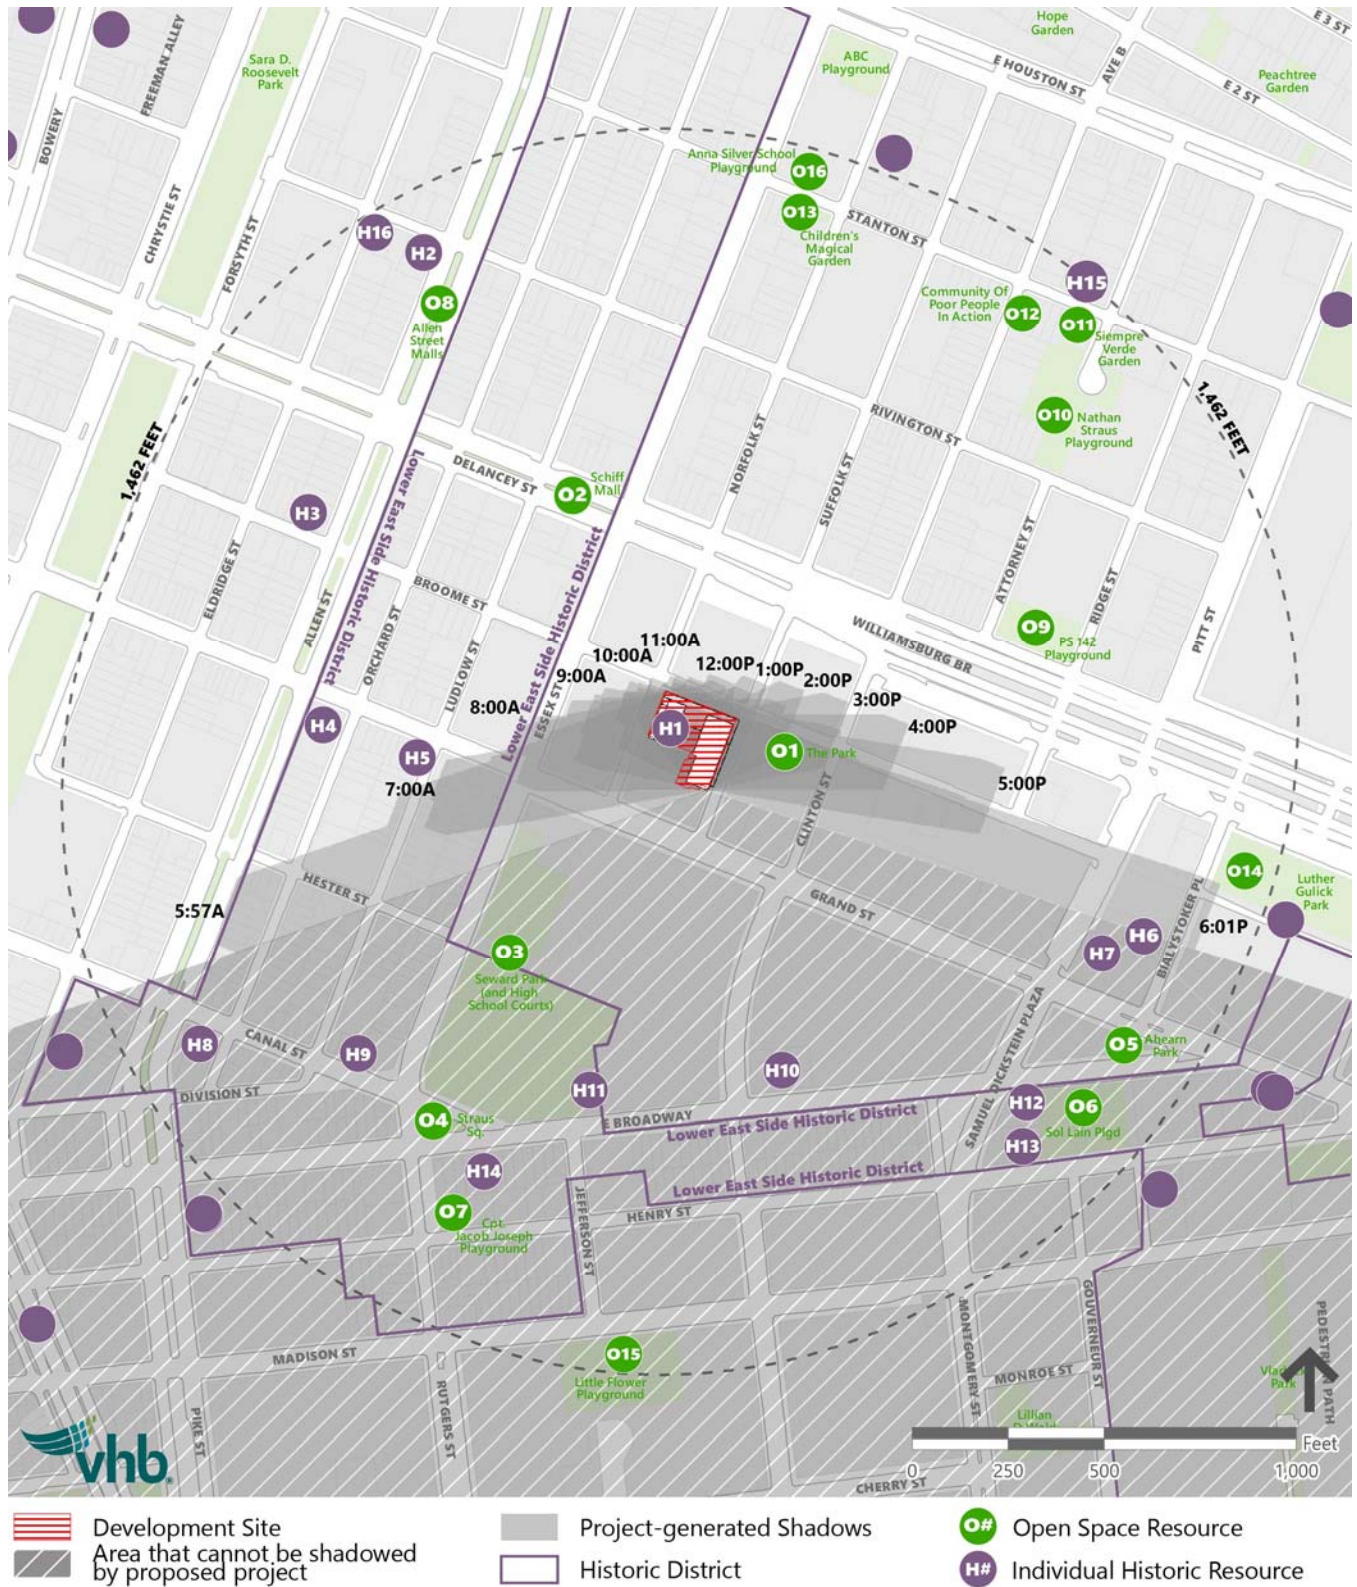 Hope
Garden
E 3 ST
FREEMAN ALLEY
Sara D.
Roosevelt
Park
ABC
Playground
E HOUSTON ST
AVE B
E 2 ST
Peachtree
Garden
BOWERY
CHRYSTIE ST
FORSYTH ST
Anna Silver School
Playground
O16
O13
Children's
Magical
Garden
STANTON ST
H16
H2
O8
Allen
Street
Malls
H15
Community Of
Poor People
In Action
O12
O11
Siempre
Verde
Garden
O10
Nathan
Straus
Playground
1,462 FEET
1,462 FEET
RIVINGTON ST
NORFOLK ST
SUFFOLK ST
DELANCEY ST
O2
Schiff
Mall
Lower East Side Historic District
Lower East Side Historic District
H3
ELDRIDGE ST
ALLEN ST
ORCHARD ST
BROOME ST
LUDLOW ST
ESSEX ST
ATTORNEY ST
RIDGE ST
PITT ST
O9
PS 142
Playground
WILLIAMSBURG BR
11:00A
10:00A
9:00A
8:00A
7:00A
5:57A
12:00P
1:00P
2:00P
3:00P
4:00P
5:00P
6:01P
H4
H5
H1
O1
The Park
CLINTON ST
HESTER ST
GRAND ST
O14
Luther
Gulick
Park
O3
Seward Park
(and High
School Courts)
H7
H6
BIALYSTOKER PL
SAMUEL DICKSTEIN PLAZA
H8
CANAL ST
H9
H10
O5
Ahearn
Park
DIVISION ST
H11
O4
Straus
Sq.
E BROADWAY
Lower East Side Historic District
H12
O6
Sol Lain Plgd
H13
H14
Lower East Side Historic District
O7
Cpt.
Jacob Joseph
Playground
JEFFERSON ST
HENRY ST
MADISON ST
O15
Little Flower
Playground
PIKE ST
RUTGERS ST
MONTGOMERY ST
GOUVERNEUR ST
MONROE ST
Lillian
Park
PATH
vhb
0 250 500 1,000
Feet
CHERRY ST
Development Site
Area that cannot be shadowed
by proposed project
Project-generated Shadows
Historic District
O# Open Space Resource
H# Individual Historic Resource